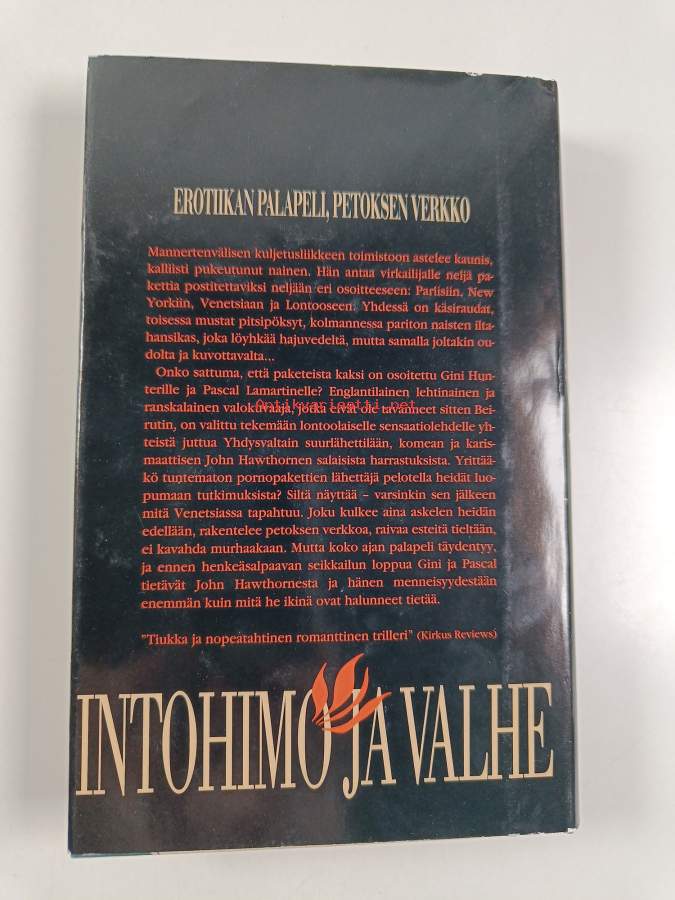 EROTIIKAN PALAPELI, PETOKSEN VERKKO
Mannertenvälisen kuljetusliikkeen toimistoon astelee kaunis,
kalliisti pukeutunut nainen. Hän antaa virkailijalle neljä pa-
kettia postitettaviksi neljään eri osoitteeseen: Pariisiin, New
Yorkiin, Venetsiaan ja Lontooseen. Yhdessä on käsiraudat,
toisessa mustat pitsipöksyt, kolmannessa pariton naisten ilta-
hansikas, joka löyhkää hajuvedeltä, mutta samalla joltakin ou-
dolta ja kuvottavalta...
Onko sattuma, että paketeista kaksi on osoitettu Gini Hun-
terille ja Pascal Lamartinelle? Englantilainen lehtinainen ja
ranskalainen valokuvaaja, jotka eivät ole tavanneet sitten Bei-
Antikvariaatti.net
rutin, on valittu tekemään lontoolaiselle sensaatiolehdelle yh-
teistä juttua Yhdysvaltain suurlähettilään, komean ja karis-
maattisen John Hawthornen salaisista harrastuksista. Yrittää-
kö tuntematon pornopakettien lähettäjä pelotella heidät luo-
pumaan tutkimuksista? Siltä näyttää – varsinkin sen jälkeen
mitä Venetsiassa tapahtuu. Joku kulkee aina askelen heidän
edellään, rakentelee petoksen verkkoa, raivaa esteitä tieltään,
ei kavahda murhaakaan. Mutta koko ajan palapeli täydentyy,
ja ennen henkeäsalpaavan seikkailun loppua Gini ja Pascal
tietävät John Hawthornesta ja hänen menneisyydestään
enemmän kuin mitä he ikinä ovat halunneet tietää.
"Tiukka ja nopeatahtinen romanttinen trilleri" (Kirkus Reviews)
INTOHIMO JA VALHE